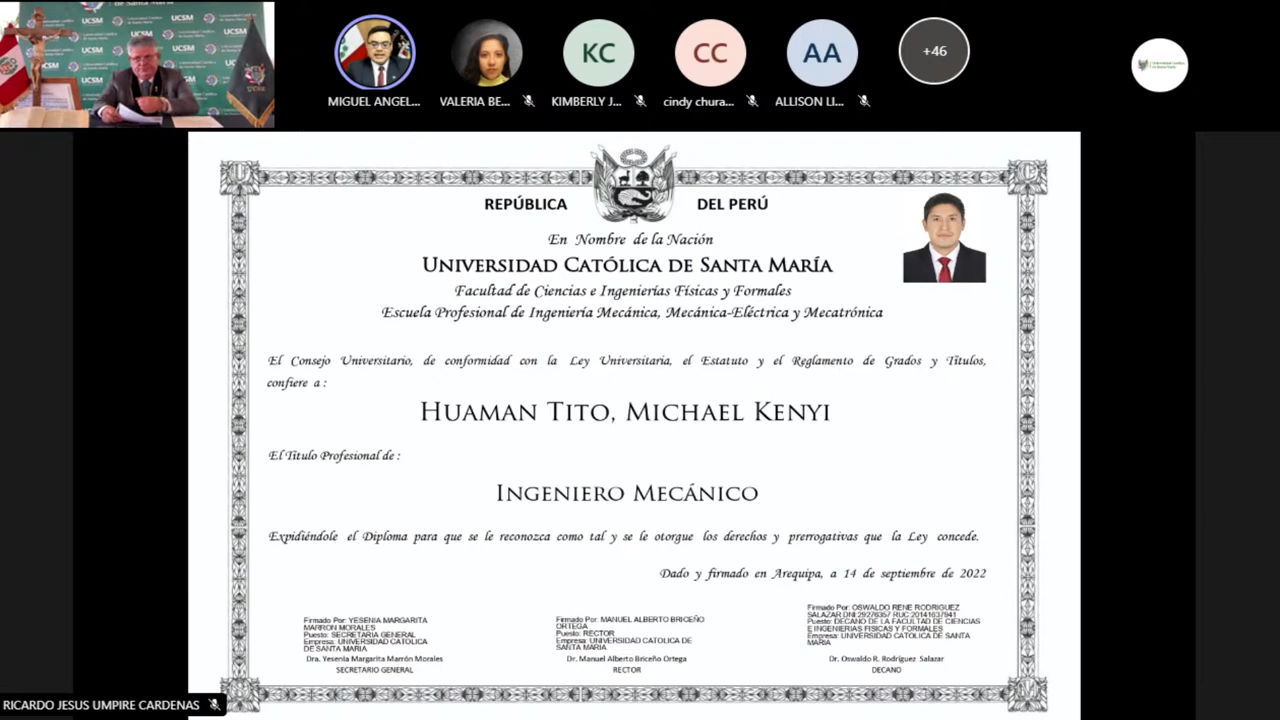 UCSM
UCSM
UCSM
UCSM
MIGUEL ANGEL...
VALERIA BE...
KC
KIMBERLY J...
CC
cindy chura...
AA
ALLISON LI...
+46
REPÚBLICA DEL PERÚ
En Nombre de la Nación
UNIVERSIDAD CATÓLICA DE SANTA MARÍA
Facultad de Ciencias e Ingenierías Físicas y Formales
Escuela Profesional de Ingeniería Mecánica, Mecánica-Eléctrica y Mecatrónica
El Consejo Universitario, de conformidad con la Ley Universitaria, el Estatuto y el Reglamento de Grados y Títulos,
confiere a :
HUAMAN TITO, MICHAEL KENYI
El Título Profesional de :
INGENIERO MECÁNICO
Expidiéndole el Diploma para que se le reconozca como tal y se le otorgue los derechos y prerrogativas que la Ley concede.
Dado y firmado en Arequipa, a 14 de septiembre de 2022
Firmado Por: YESENIA MARGARITA
MARRON MORALES
Puesto: SECRETARIA GENERAL
Empresa: UNIVERSIDAD CATOLICA
DE SANTA MARIA
Dra. Yesenia Margarita Marrón Morales
SECRETARIO GENERAL
Firmado Por: MANUEL ALBERTO BRICEÑO
ORTEGA
Puesto: RECTOR
Empresa: UNIVERSIDAD CATOLICA DE
SANTA MARIA
Dr. Manuel Alberto Briceño Ortega
RECTOR
Firmado Por: OSWALDO RENE RODRIGUEZ
SALAZAR DNI:29276357 RUC:20141637941
Puesto: DECANO DE LA FACULTAD DE CIENCIAS
E INGENIERIAS FISICAS Y FORMALES
Empresa: UNIVERSIDAD CATOLICA DE SANTA
MARIA
Dr. Oswaldo R. Rodríguez Salazar
DECANO
RICARDO JESUS UMPIRE CARDENAS